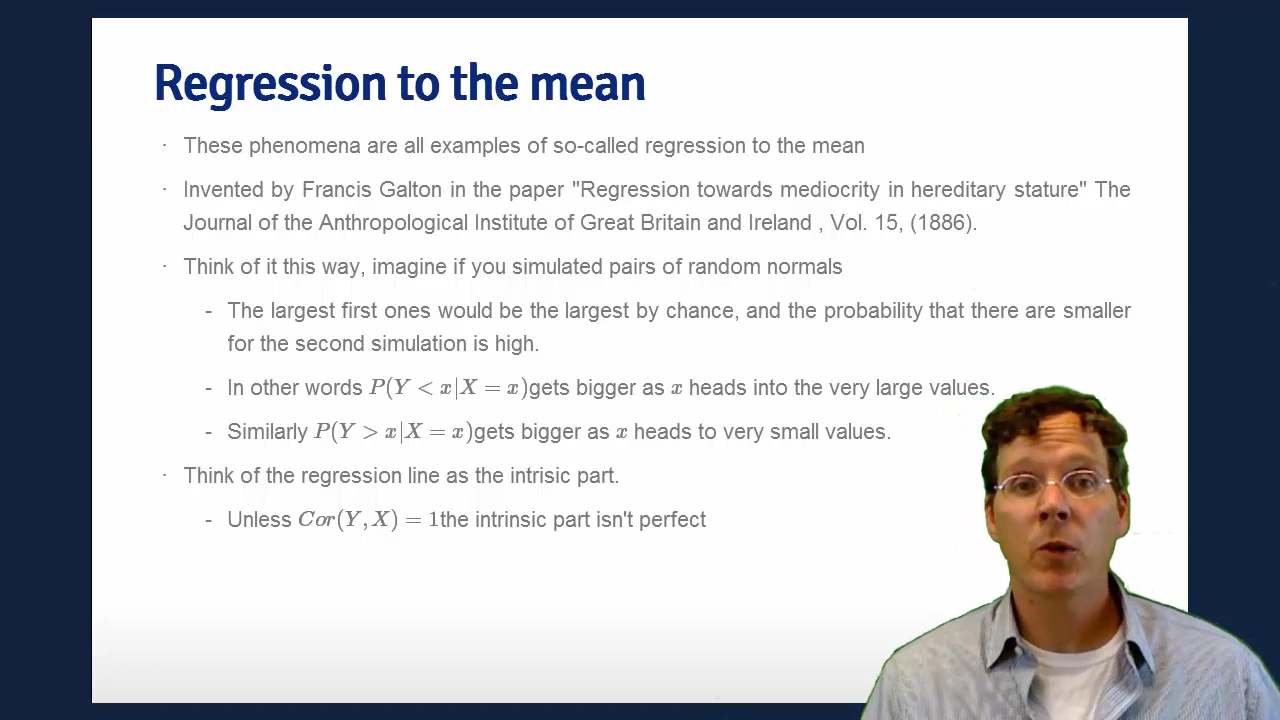 Regression to the mean
· These phenomena are all examples of so-called regression to the mean
· Invented by Francis Galton in the paper "Regression towards mediocrity in hereditary stature" The
Journal of the Anthropological Institute of Great Britain and Ireland , Vol. 15, (1886).
· Think of it this way, imagine if you simulated pairs of random normals
- The largest first ones would be the largest by chance, and the probability that there are smaller
for the second simulation is high.
- In other words P(Y < x|X = x)gets bigger as x heads into the very large values.
- Similarly P(Y > x|X = x)gets bigger as x heads to very small values.
· Think of the regression line as the intrisic part.
- Unless Cor(Y, X) = 1the intrinsic part isn't perfect